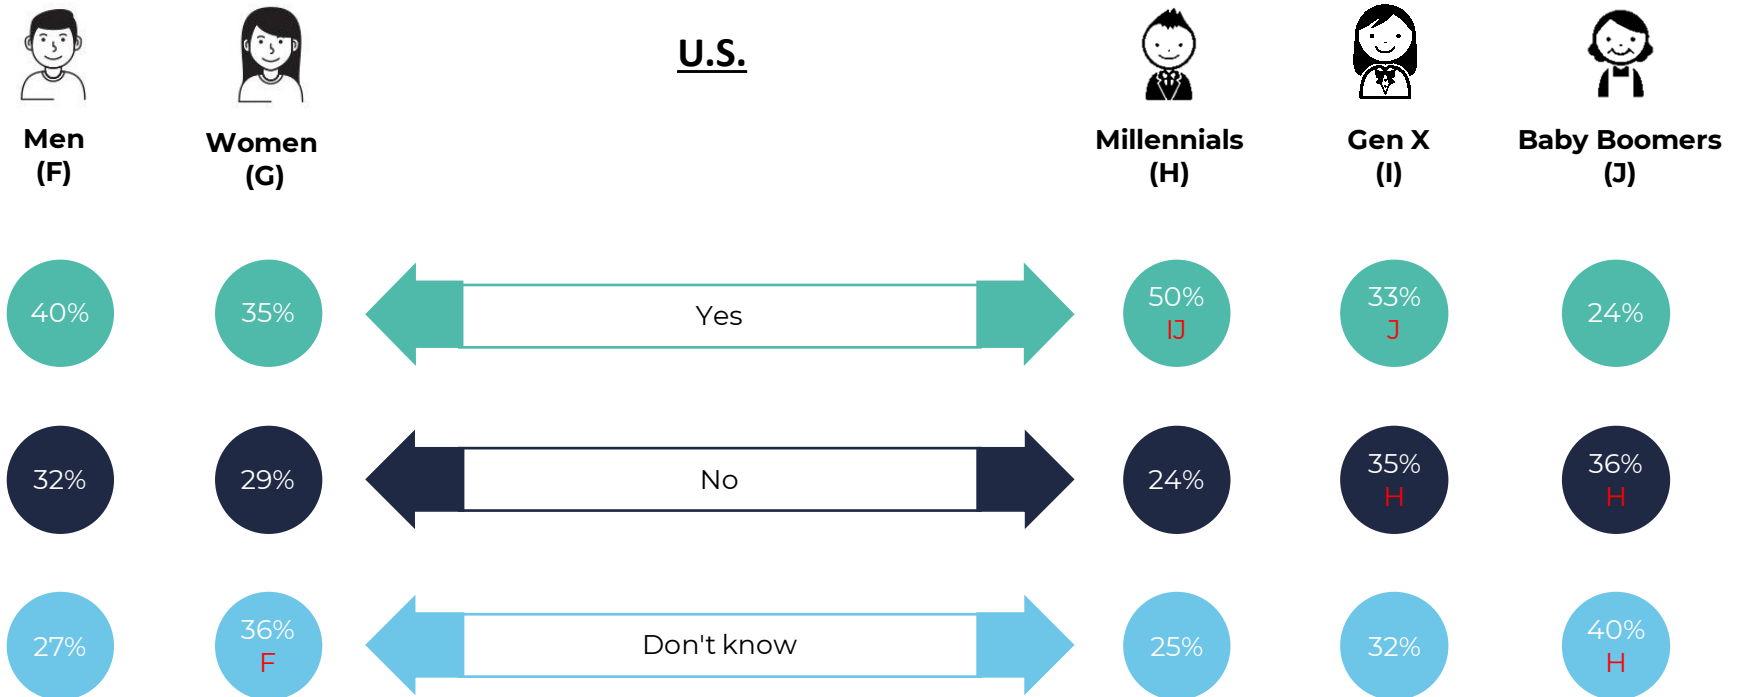 U.S.
Men
(F)
Women
(G)
Millennials
(H)
Gen X
(I)
Baby Boomers
(J)
40%
35%
Yes
50%
IJ
33%
J
24%
32%
29%
No
24%
35%
H
36%
H
27%
36%
F
Don't know
25%
32%
40%
H